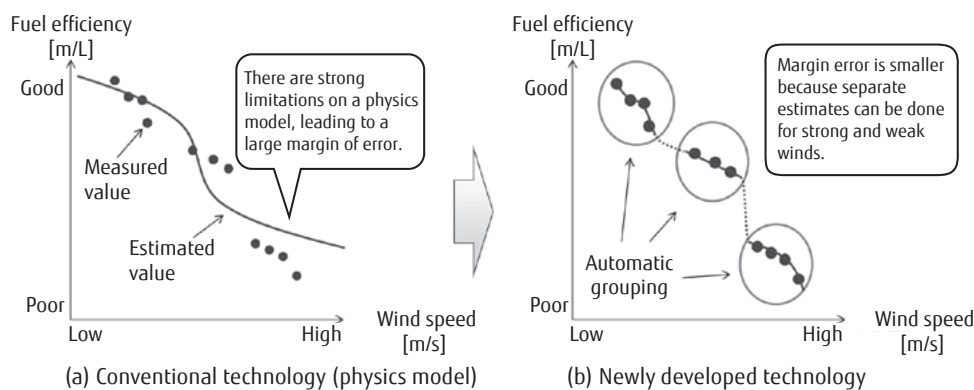 Fuel efficiency
[m/L]
Good
There are strong
limitations on a physics
model, leading to a
large margin of error.
Measured
value
Estimated
value
Poor
Low
High
Wind speed
[m/s]
(a) Conventional technology (physics model)
Fuel efficiency
[m/L]
Good
Margin error is smaller
because separate
estimates can be done
for strong and weak
winds.
Automatic
grouping
Poor
Low
High
Wind speed
[m/s]
(b) Newly developed technology